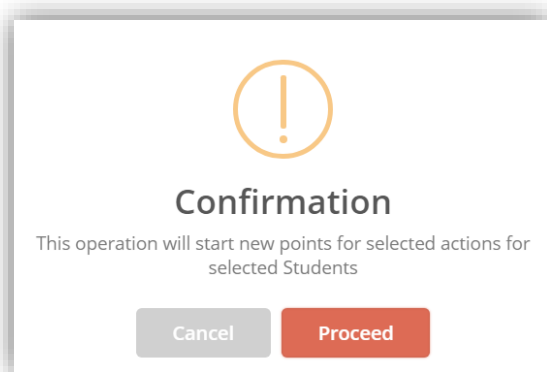 Confirmation
This operation will start new points for selected actions for
selected Students
Cancel
Proceed